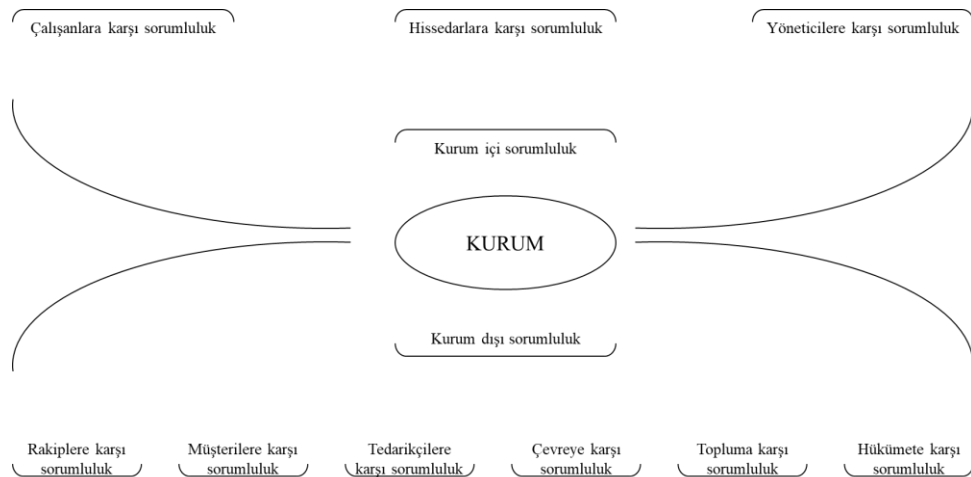 Çalışanlara karşı sorumluluk
Hissedarlara karşı sorumluluk
Yöneticilere karşı sorumluluk
Kurum içi sorumluluk
KURUM
Kurum dışı sorumluluk
Rakiplere karşı
sorumluluk
Müşterilere karşı
sorumluluk
Tedarikçilere
karşı sorumluluk
Çevreye karşı
sorumluluk
Topluma karşı
sorumluluk
Hükümete karşı
sorumluluk